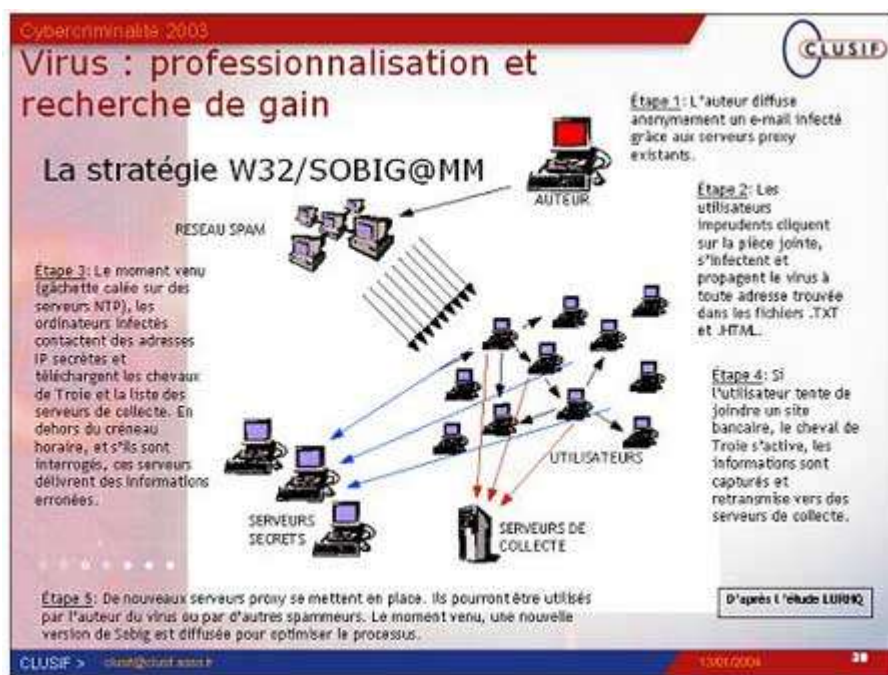 Cybercriminalité 2003
CLUSIF
Virus : professionnalisation et
recherche de gain
La stratégie W32/SOBIG@MM
Étape 1: L'auteur diffuse
anonymement un e-mail infecté
grâce aux serveurs proxy
existants.
AUTEUR
RESEAU SPAM
Étape 2: Les
utilisateurs
imprudents cliquent
sur la pièce jointe,
s'infectent et
propagent le virus à
toute adresse trouvée
dans les fichiers .TXT
et .HTML.
Étape 3: Le moment venu
(gâchette calée sur des
serveurs NTP), les
ordinateurs infectés
contactent des adresses
IP secrètes et
téléchargent les chevaux
de Troie et la liste des
serveurs de collecte. En
dehors du créneau
horaire, et s'ils sont
interrogés, ces serveurs
délivrent des informations
erronées.
Étape 4: Si
l'utilisateur tente de
joindre un site
bancaire, le cheval de
Troie s'active, les
informations sont
capturés et
retransmise vers des
serveurs de collecte.
UTILISATEURS
SERVEURS
SECRETS
SERVEURS DE
COLLECTE
Étape 5: De nouveaux serveurs proxy se mettent en place. Ils pourront être utilisés
par l'auteur du virus ou par d'autres spammeurs. Le moment venu, une nouvelle
version de Sobig est diffusée pour optimiser le processus.
D'après l'étude LURHQ
CLUSIF > clusif@clusif.asso.fr
13/01/2004